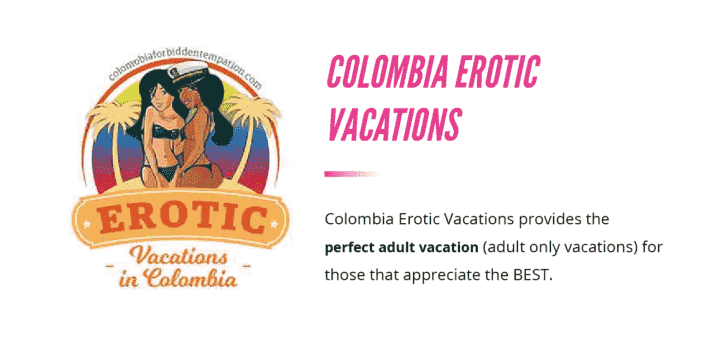 colomobiaforbiddentempation.com
EROTIC
Vacations
in Colombia
COLOMBIA EROTIC
VACATIONS
Colombia Erotic Vacations provides the
perfect adult vacation (adult only vacations) for
those that appreciate the BEST.